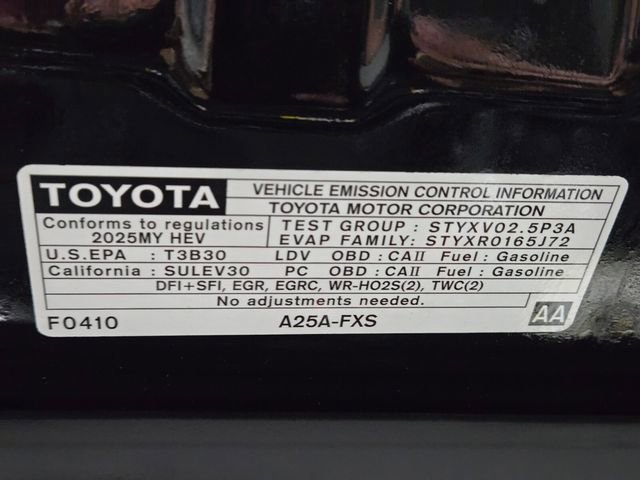 TOYOTA VEHICLE EMISSION CONTROL INFORMATION
TOYOTA MOTOR CORPORATION
Conforms to regulations TEST GROUP : STYXV02.5P3A
2025MY HEV EVAP FAMILY: STYXR0165J72
U.S.EPA : T3B30 LDV OBD : CAII Fuel : Gasoline
California : SULEV30 PC OBD : CAII Fuel : Gasoline
DFI+SFI, EGR, EGRC, WR-HO2S(2), TWC(2)
No adjustments needed.
F0410 A25A-FXS AA